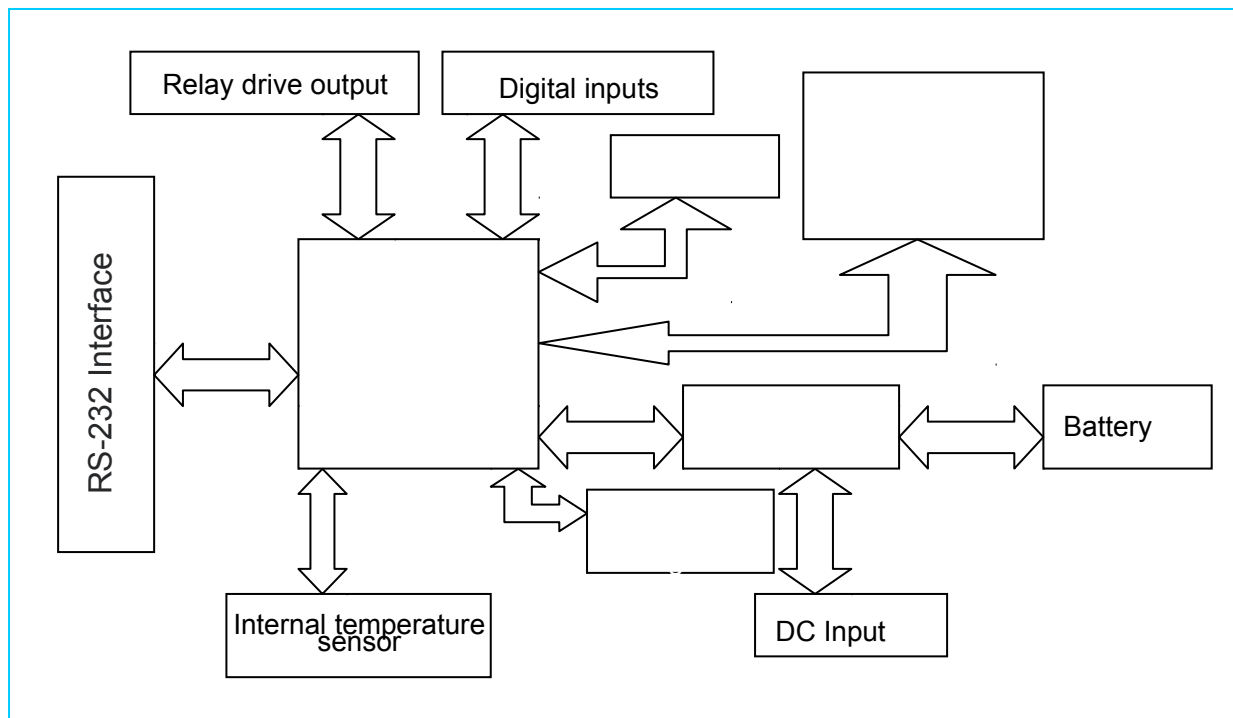 Relay drive output
Digital inputs
RS-232 Interface
Battery
Internal temperature
sensor
DC Input